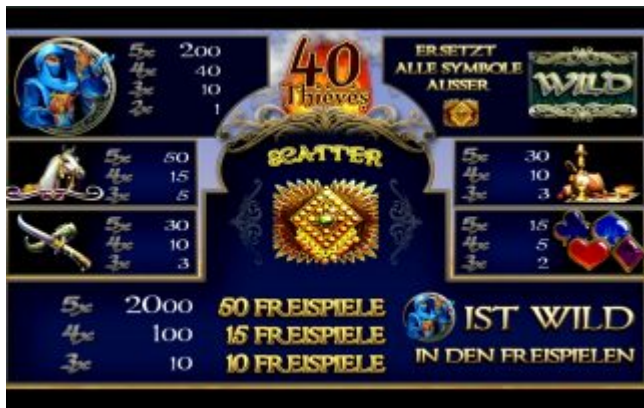 5x 200
4x 40
3x 10
2x 1
40
Thieves
ERSETZT
ALLE SYMBOLE
AUSSER
WILD
5x 50
4x 15
3x 5
SCATTER
5x 30
4x 10
3x 3
5x 30
4x 10
3x 3
5x 15
4x 5
3x 2
5x 2000 50 FREISPIELE
4x 100 15 FREISPIELE
3x 10 10 FREISPIELE
IST WILD
IN DEN FREISPIELEN